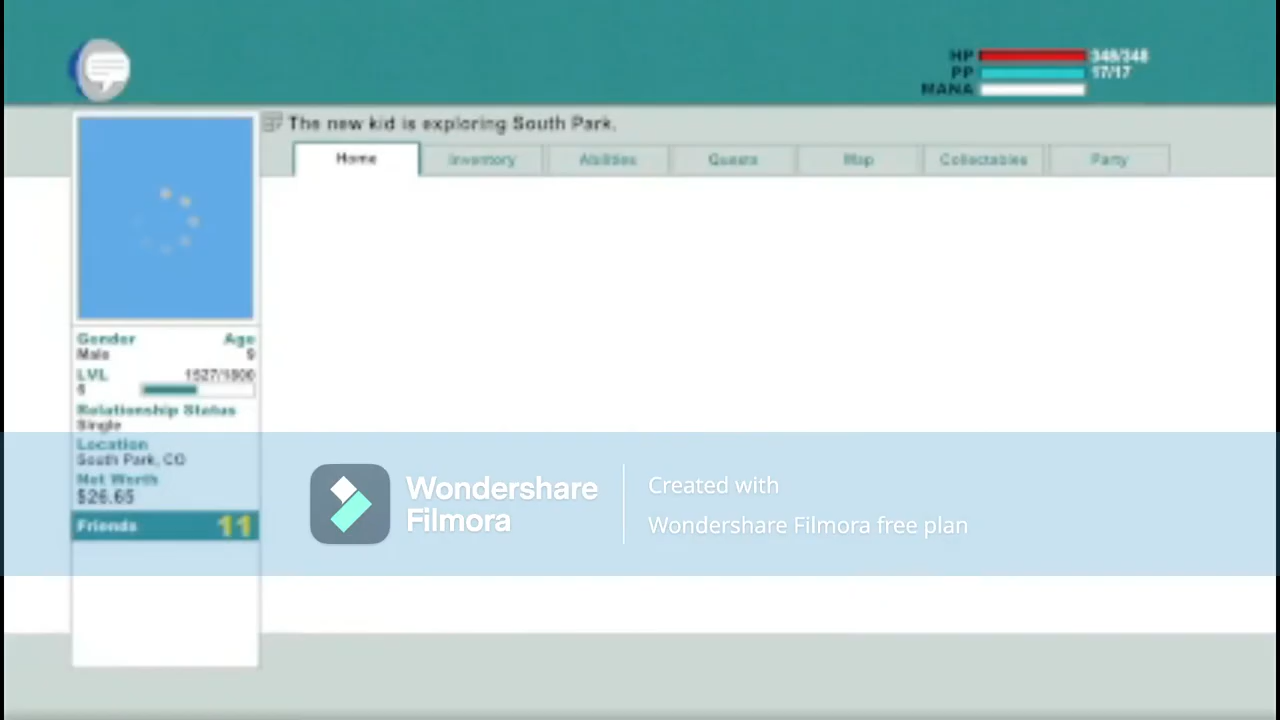 HP 348/348
PP 17/17
MANA
The new kid is exploring South Park.
Home Inventory Abilities Quests Map Collectables Party
Gender Age
Male 9
LVL 1527/1800
6
Relationship Status
Single
Location
South Park, CO
Net Worth
$26.65
Friends 11
Wondershare
Filmora
Created with
Wondershare Filmora free plan